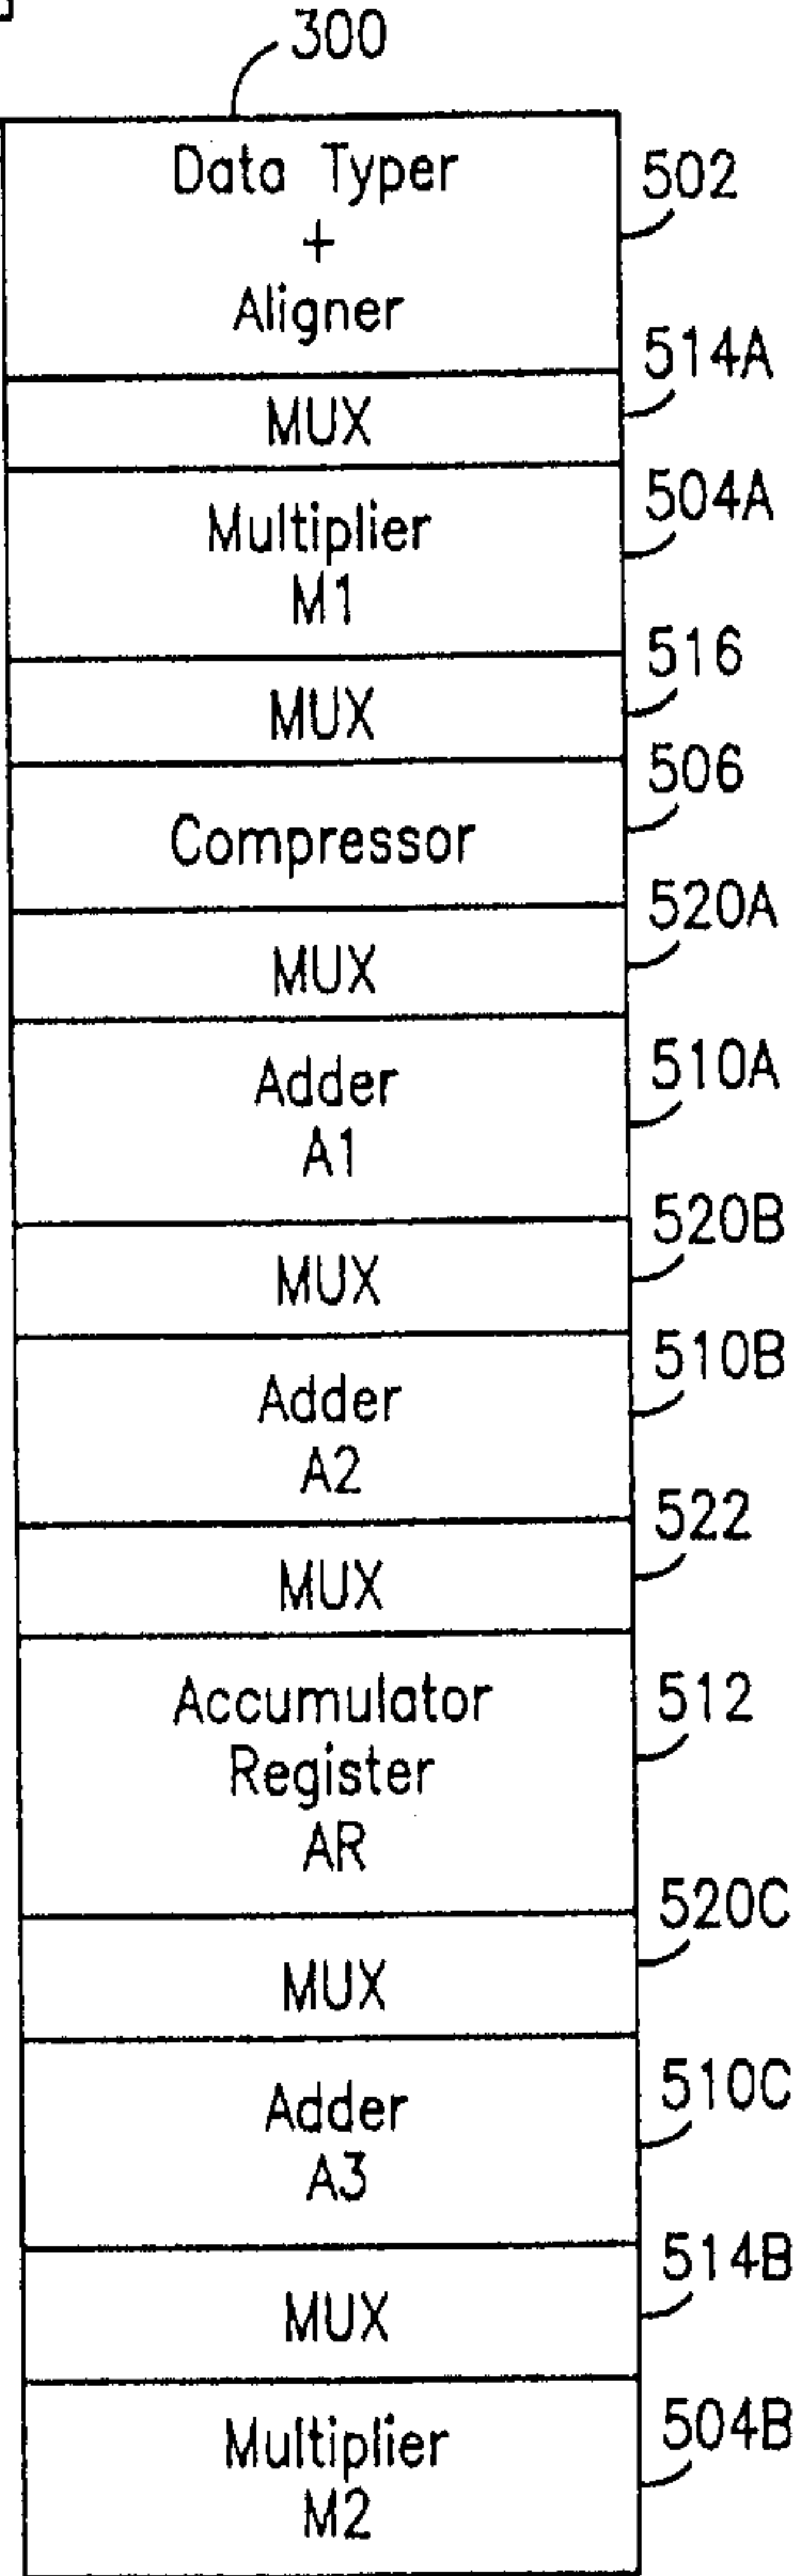 300
Data Typer
+
Aligner
502
MUX
514A
Multiplier
M1
504A
MUX
516
Compressor
506
MUX
520A
Adder
A1
510A
MUX
520B
Adder
A2
510B
MUX
522
Accumulator
Register
AR
512
MUX
520C
Adder
A3
510C
MUX
514B
Multiplier
M2
504B